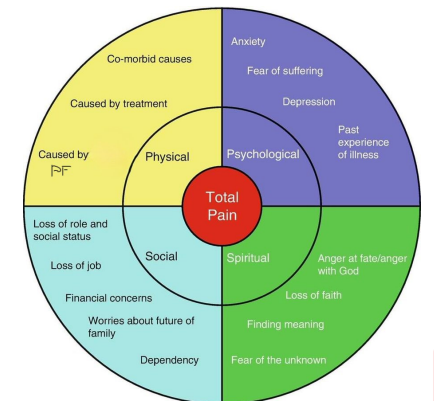 Co-morbid causes
Caused by treatment
Caused by
PF
Physical
Anxiety
Fear of suffering
Depression
Past
experience
of illness
Psychological
Total
Pain
Loss of role and
social status
Loss of job
Financial concerns
Worries about future of
family
Dependency
Social
Spiritual
Anger at fate/anger
with God
Loss of faith
Finding meaning
Fear of the unknown